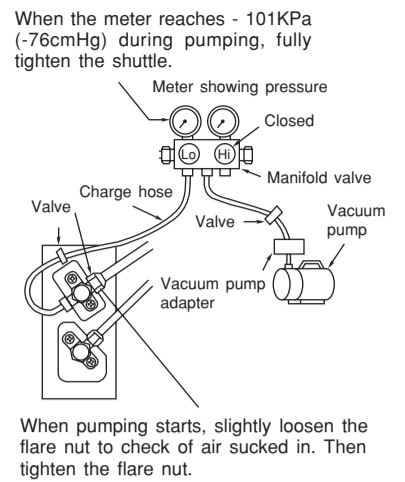 When the meter reaches - 101KPa
(-76cmHg) during pumping, fully
tighten the shuttle.
Meter showing pressure
Closed
Lo
Hi
Manifold valve
Charge hose
Valve
Valve
Vacuum
pump
Vacuum pump
adapter
When pumping starts, slightly loosen the
flare nut to check of air sucked in. Then
tighten the flare nut.